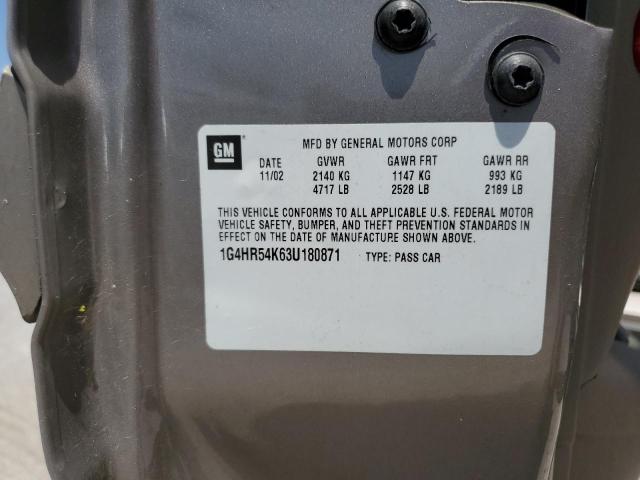 GM
MFD BY GENERAL MOTORS CORP
DATE GVWR GAWR FRT GAWR RR
11/02 2140 KG 1147 KG 993 KG
4717 LB 2528 LB 2189 LB
THIS VEHICLE CONFORMS TO ALL APPLICABLE U.S. FEDERAL MOTOR
VEHICLE SAFETY, BUMPER, AND THEFT PREVENTION STANDARDS
IN EFFECT ON THE DATE OF MANUFACTURE SHOWN ABOVE.
1G4HR54K63U180871 TYPE: PASS CAR